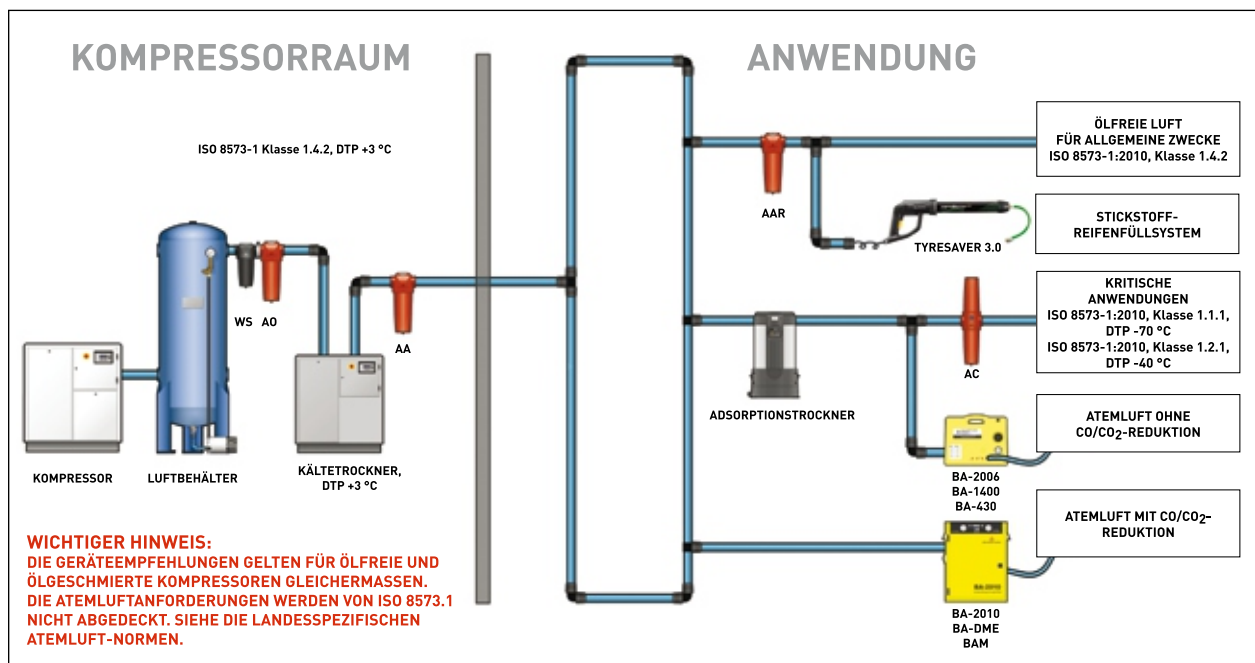 KOMPRESSORRAUM
ANWENDUNG
ISO 8573-1 Klasse 1.4.2, DTP +3 °C
WS AO
AA
KOMPRESSOR
LUFTBEHÄLTER
KÄLTETROCKNER,
DTP +3 °C
AAR
TYRESAVER 3.0
ADSORPTIONSTROCKNER
AC
BA-2006
BA-1400
BA-430
BA-2010
BA-2010
BA-DME
BAM
ÖLFREIE LUFT
FÜR ALLGEMEINE ZWECKE
ISO 8573-1:2010, Klasse 1.4.2
STICKSTOFF-
REIFENFÜLLSYSTEM
KRITISCHE
ANWENDUNGEN
ISO 8573-1:2010, Klasse 1.1.1,
DTP -70 °C
ISO 8573-1:2010, Klasse 1.2.1,
DTP -40 °C
ATEMLUFT OHNE
CO/CO₂-REDUKTION
ATEMLUFT MIT CO/CO₂-
REDUKTION
WICHTIGER HINWEIS:
DIE GERÄTEEMPFEHLUNGEN GELTEN FÜR ÖLFREIE UND
ÖLGESCHMIERTE KOMPRESSOREN GLEICHERMASSEN.
DIE ATEMLUFTANFORDERUNGEN WERDEN VON ISO 8573.1
NICHT ABGEDECKT. SIEHE DIE LANDESSPEZIFISCHEN
ATEMLUFT-NORMEN.